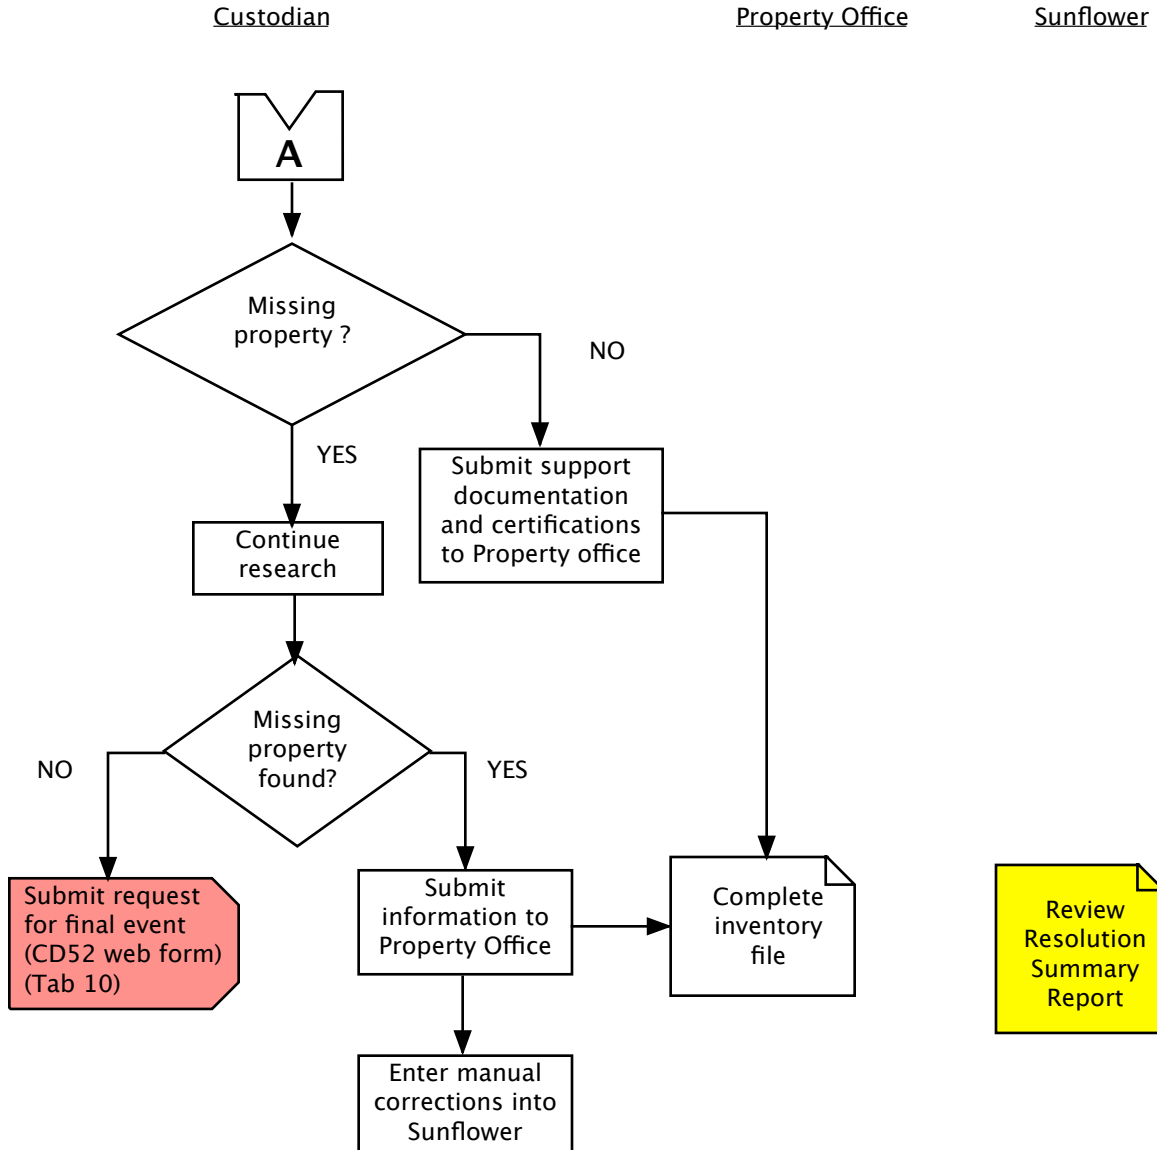 Custodian
Property Office
Sunflower
A
Missing
property ?
NO
YES
Submit support
documentation
and certifications
to Property office
Continue
research
Missing
property
found?
NO
YES
Submit request
for final event
(CD52 web form)
(Tab 10)
Submit
information to
Property Office
Complete
inventory
file
Review
Resolution
Summary
Report
Enter manual
corrections into
Sunflower